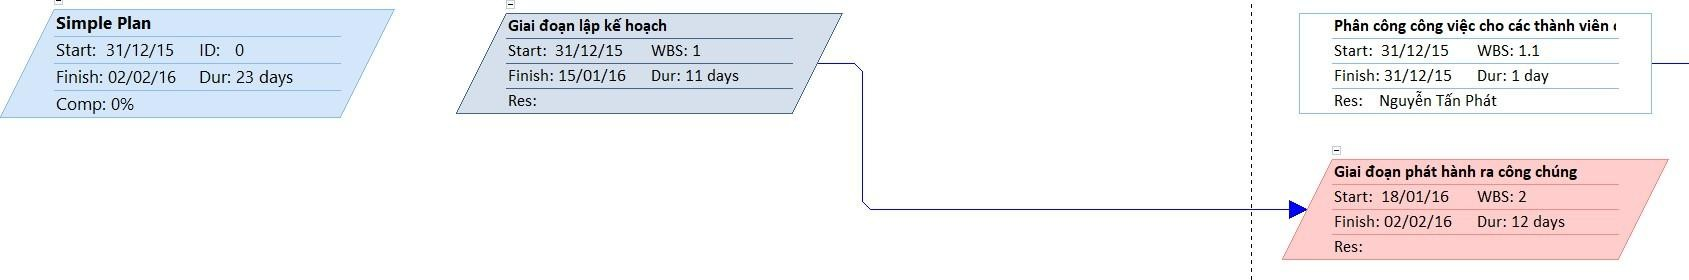 Simple Plan
Start: 31/12/15 ID: 0
Finish: 02/02/16 Dur: 23 days
Comp: 0%
Giai đoạn lập kế hoạch
Start: 31/12/15 WBS: 1
Finish: 15/01/16 Dur: 11 days
Res:
Phân công công việc cho các thành viên
Start: 31/12/15 WBS: 1.1
Finish: 31/12/15 Dur: 1 day
Res: Nguyễn Tấn Phát
Giai đoạn phát hành ra công chúng
Start: 18/01/16 WBS: 2
Finish: 02/02/16 Dur: 12 days
Res: